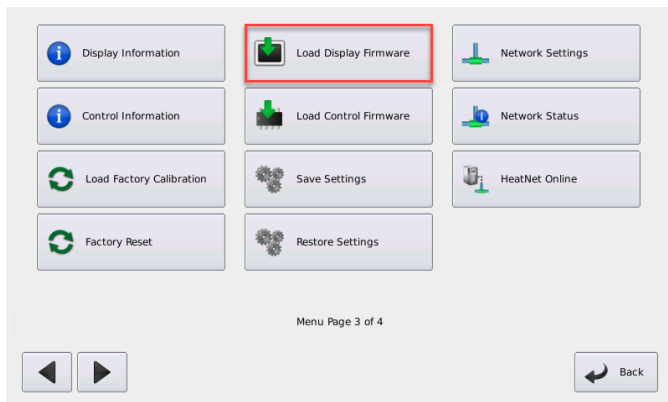 Display Information
Load Display Firmware
Network Settings
Control Information
Load Control Firmware
Network Status
Load Factory Calibration
Save Settings
HeatNet Online
Factory Reset
Restore Settings
Menu Page 3 of 4
Back